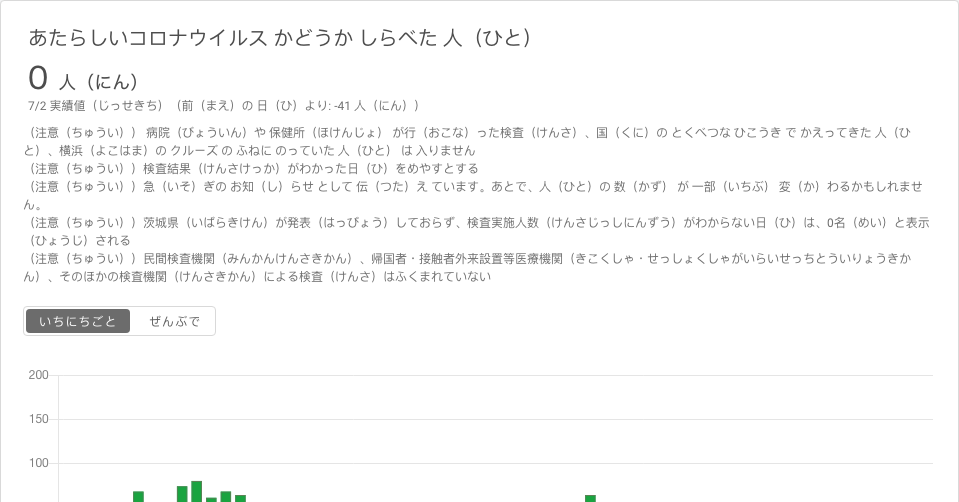 あたらしいコロナウイルス かどうか しらべた 人（ひと）
0 人（にん）
7/2 実績値（じっせきち）（前（まえ）の 日（ひ）より: -41 人（にん））
（注意（ちゅうい）） 病院（びょういん）や 保健所（ほけんじょ） が行（おこな）った検査（けんさ）、国（くに）の とくべつな ひこうき で かえってきた 人（ひ
と）、横浜（よこはま）の クルーズ の ふねに のっていた 人（ひと） は 入りません
（注意（ちゅうい））検査結果（けんさけっか）がわかった日（ひ）をめやすとする
（注意（ちゅうい））急（いそ）ぎの お知（し）らせ として 伝（つた）え ています。あとで、人（ひと）の 数（かず） が 一部（いちぶ） 変（か）わるかもしれませ
ん。
（注意（ちゅうい））茨城県（いばらきけん）が発表（はっぴょう）しておらず、検査実施人数（けんさじっしにんずう）がわからない日（ひ）は、0名（めい）と表示
（ひょうじ）される
（注意（ちゅうい））民間検査機関（みんかんけんさきかん）、帰国者・接触者外来設置等医療機関（きこくしゃ・せっしょくしゃがいらいせっちとういりょうきか
ん）、そのほかの検査機関（けんさきかん）による検査（けんさ）はふくまれていない
いちにちごと ぜんぶで
200
150
100